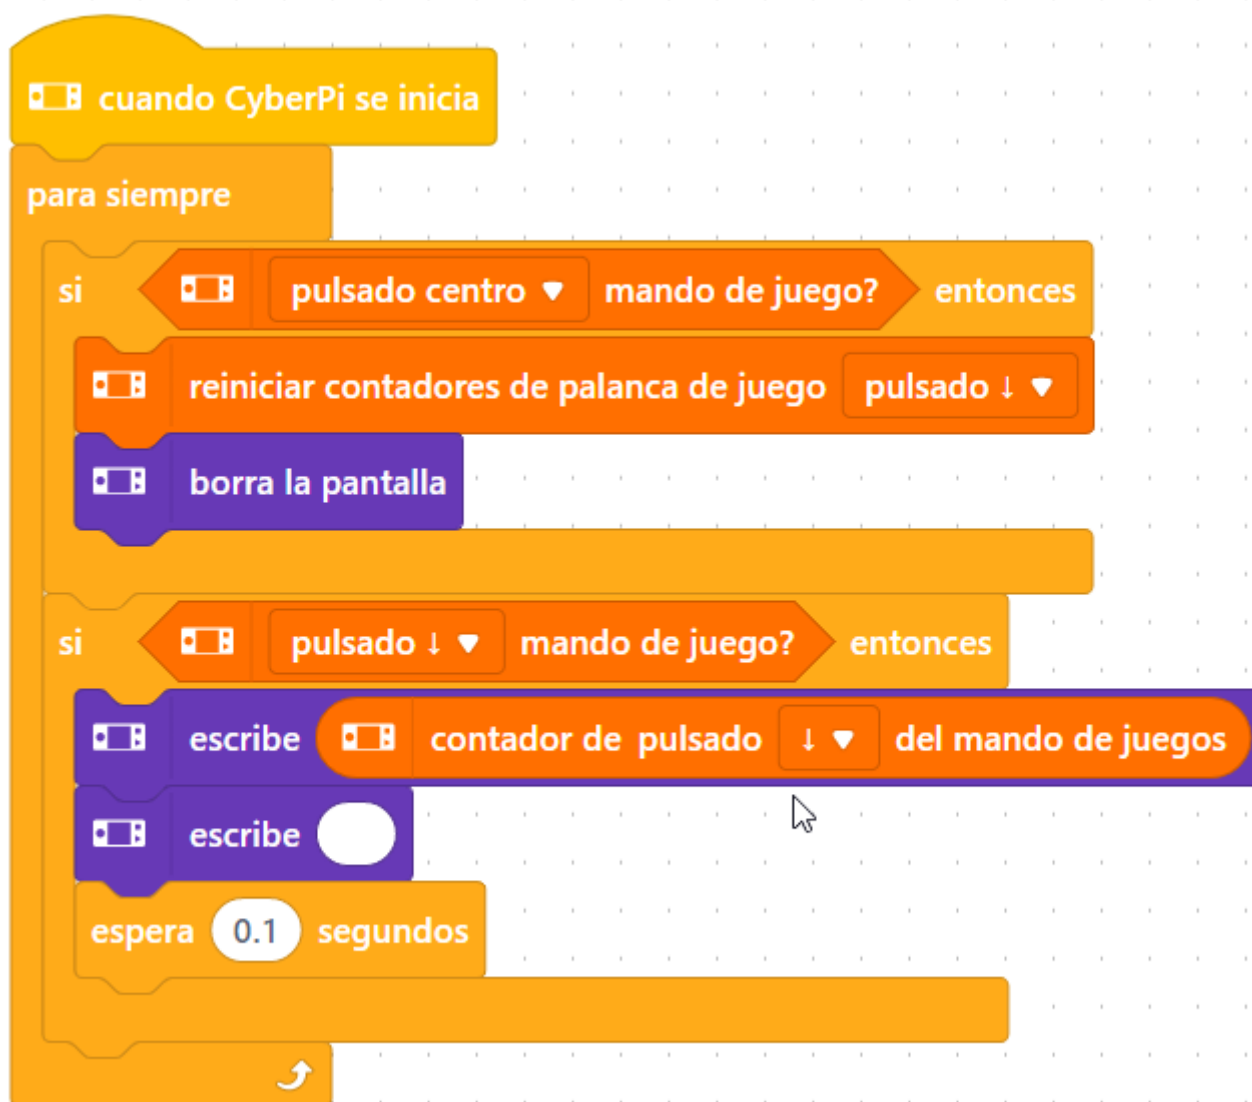 cuando CyberPi se inicia
para siempre
si pulsado centro mando de juego? entonces
reiniciar contadores de palanca de juego pulsado ↓
borra la pantalla
si pulsado ↓ mando de juego? entonces
escribe contador de pulsado ↓ del mando de juegos
escribe
espera 0.1 segundos